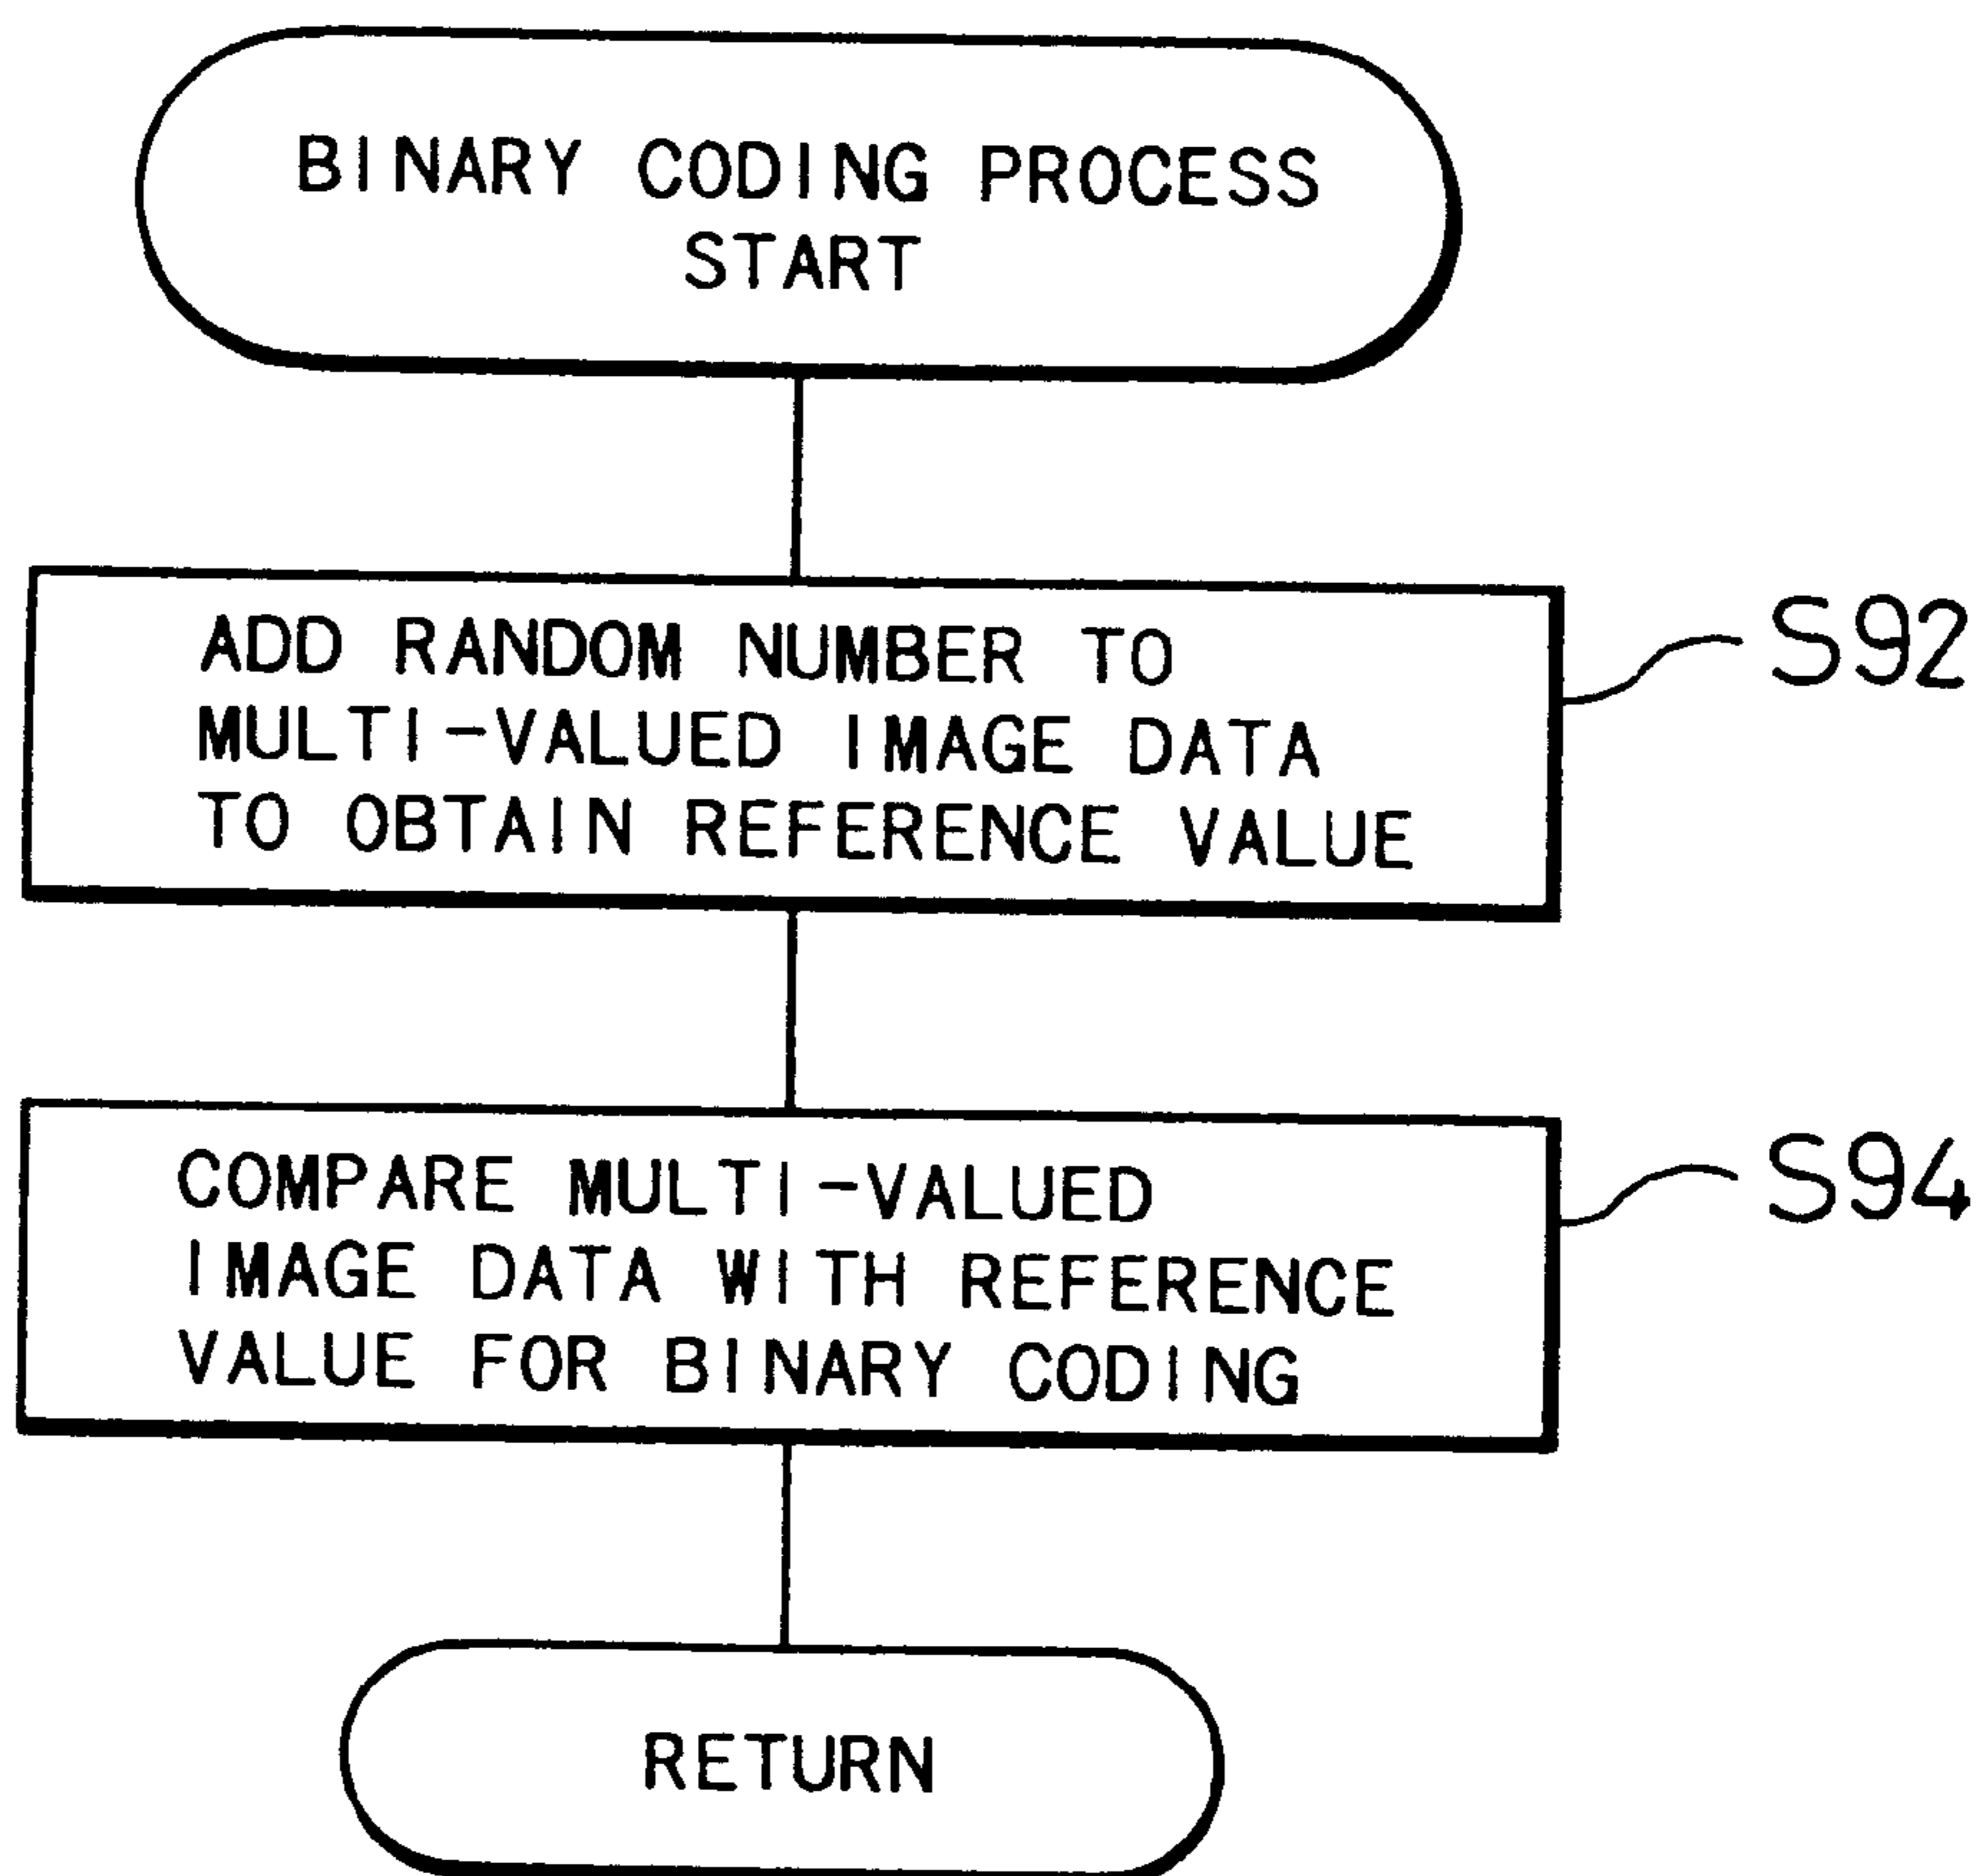 BINARY CODING PROCESS
START
ADD RANDOM NUMBER TO
MULTI-VALUED IMAGE DATA
TO OBTAIN REFERENCE VALUE
S92
COMPARE MULTI-VALUED
IMAGE DATA WITH REFERENCE
VALUE FOR BINARY CODING
S94
RETURN